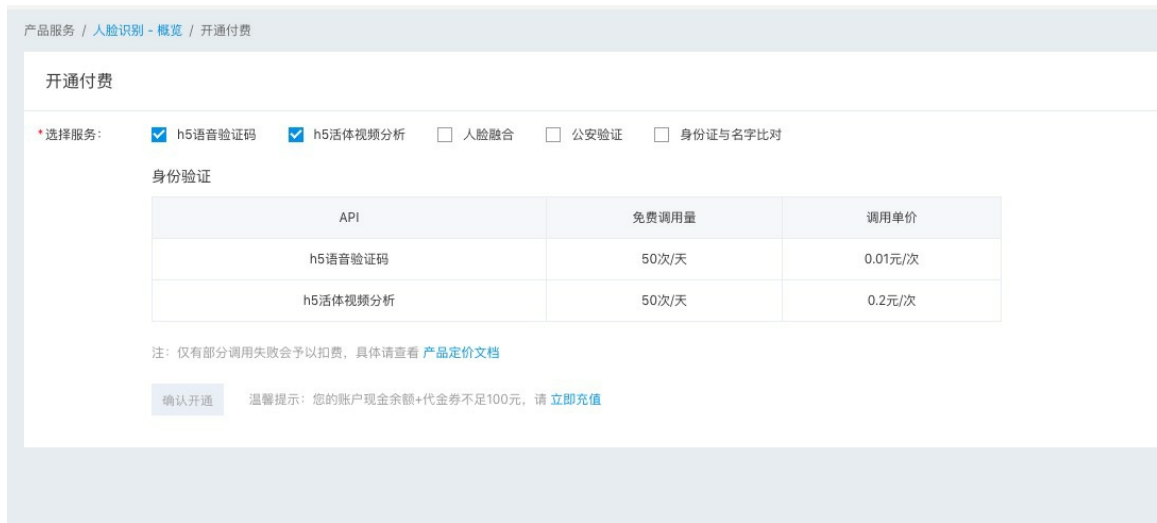 产品服务 / 人脸识别 - 概览 / 开通付费
开通付费
*选择服务： h5语音验证码 h5活体视频分析 人脸融合 公安验证 身份证与名字比对
身份验证
API 免费调用量 调用单价
h5语音验证码 50次/天 0.01元/次
h5活体视频分析 50次/天 0.2元/次
注：仅有部分调用失败会予以扣费，具体请查看 产品定价文档
确认开通 温馨提示：您的账户现金余额+代金券不足100元，请 立即充值